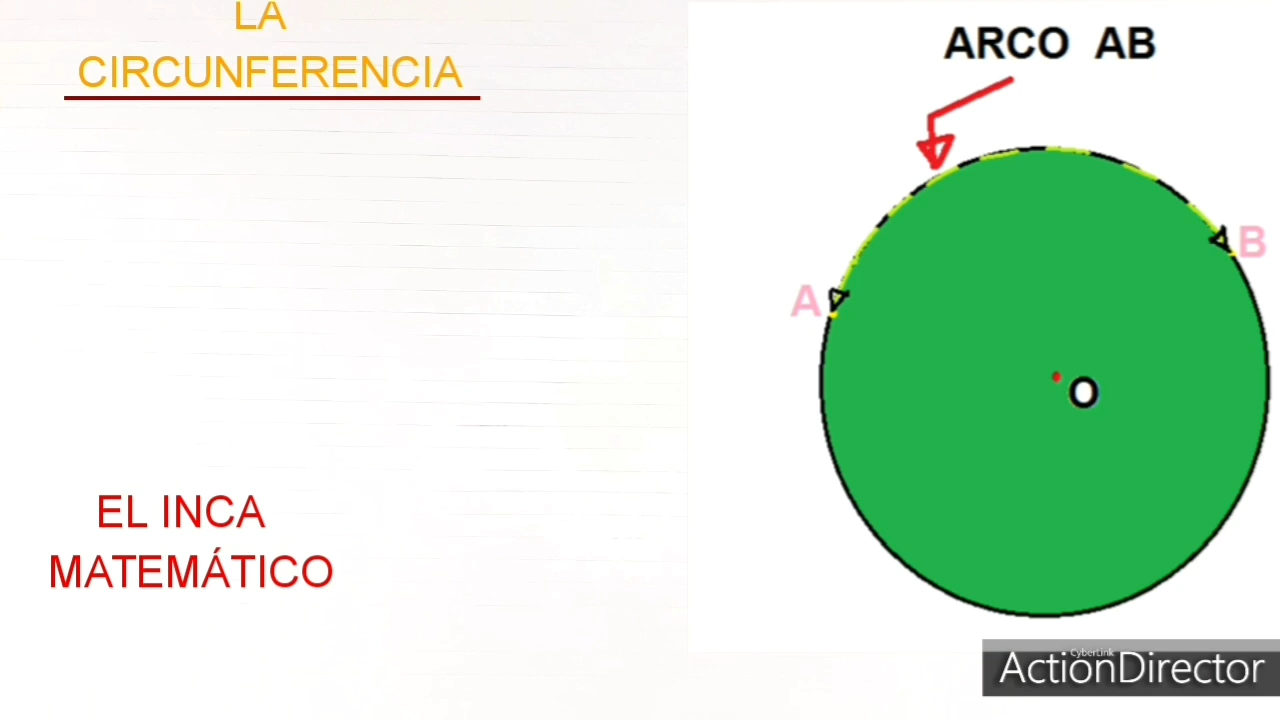 LA
CIRCUNFERENCIA
ARCO AB
B
A
O
EL INCA
MATEMÁTICO
CyberLink
ActionDirector